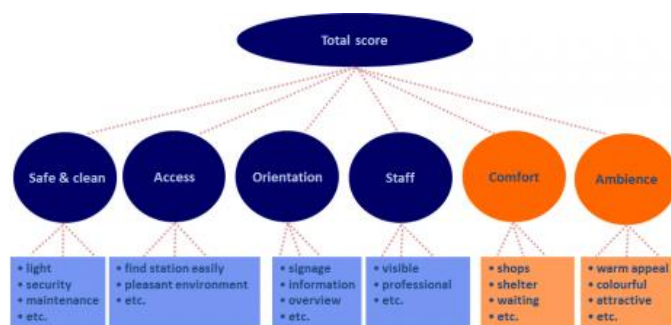 Total score
Safe & clean
Access
Orientation
Staff
Comfort
Ambience
• light
• security
• maintenance
• etc.
• find station easily
• pleasant environment
• etc.
• signage
• information
• overview
• etc.
• visible
• professional
• etc.
• shops
• shelter
• waiting
• etc.
• warm appeal
• colourful
• attractive
• etc.